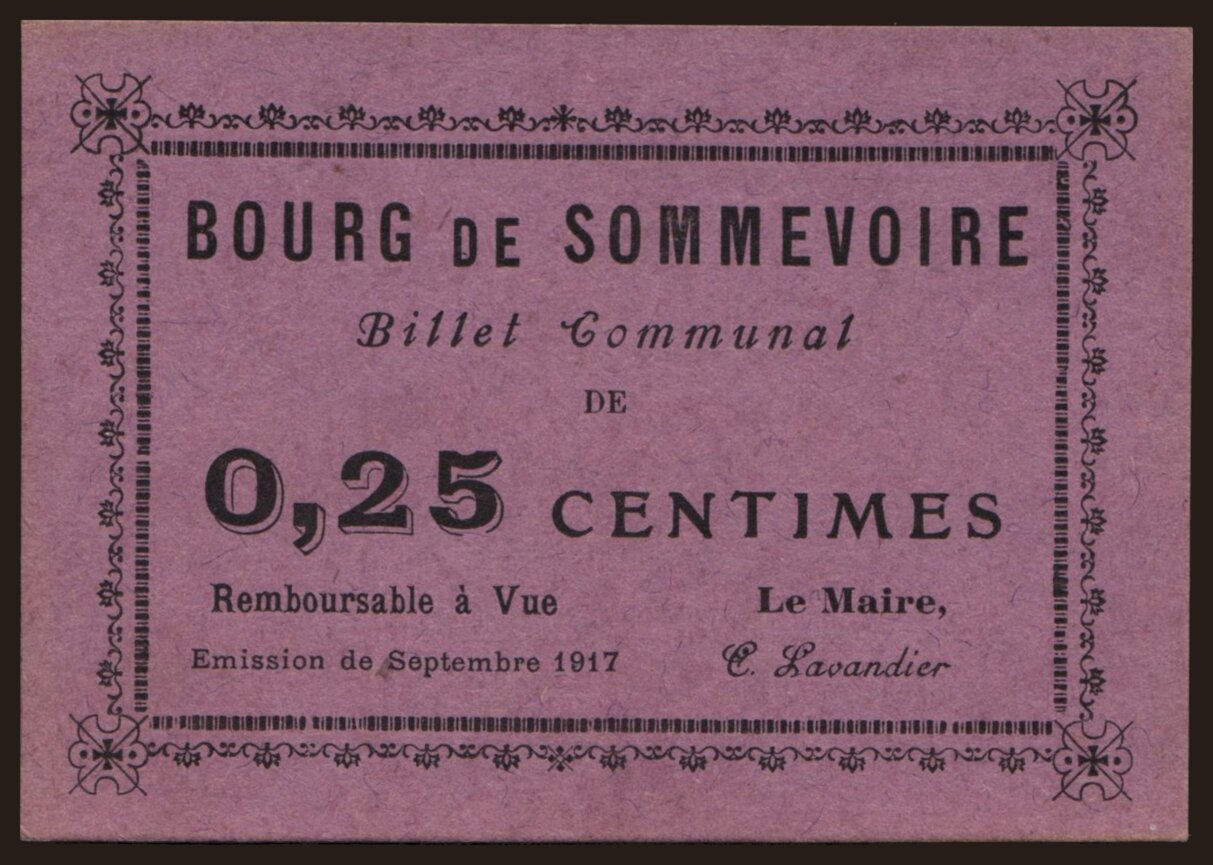 BOURG DE SOMMEVOIRE
Billet Communal
DE
0,25 CENTIMES
Remboursable à Vue
Le Maire,
Emission de Septembre 1917
C. Lavandier